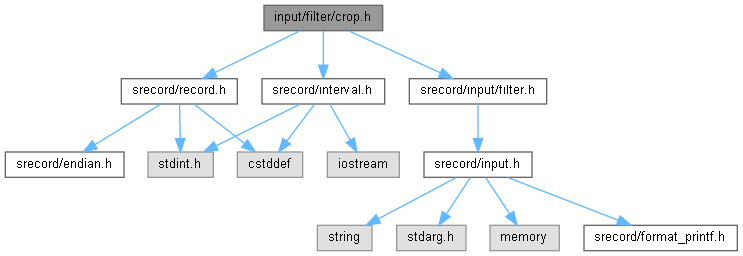 input/filter/crop.h
srecord/record.h
srecord/interval.h
srecord/input/filter.h
srecord/endian.h
stdint.h
cstddef
iostream
srecord/input.h
string
stdarg.h
memory
srecord/format_printf.h